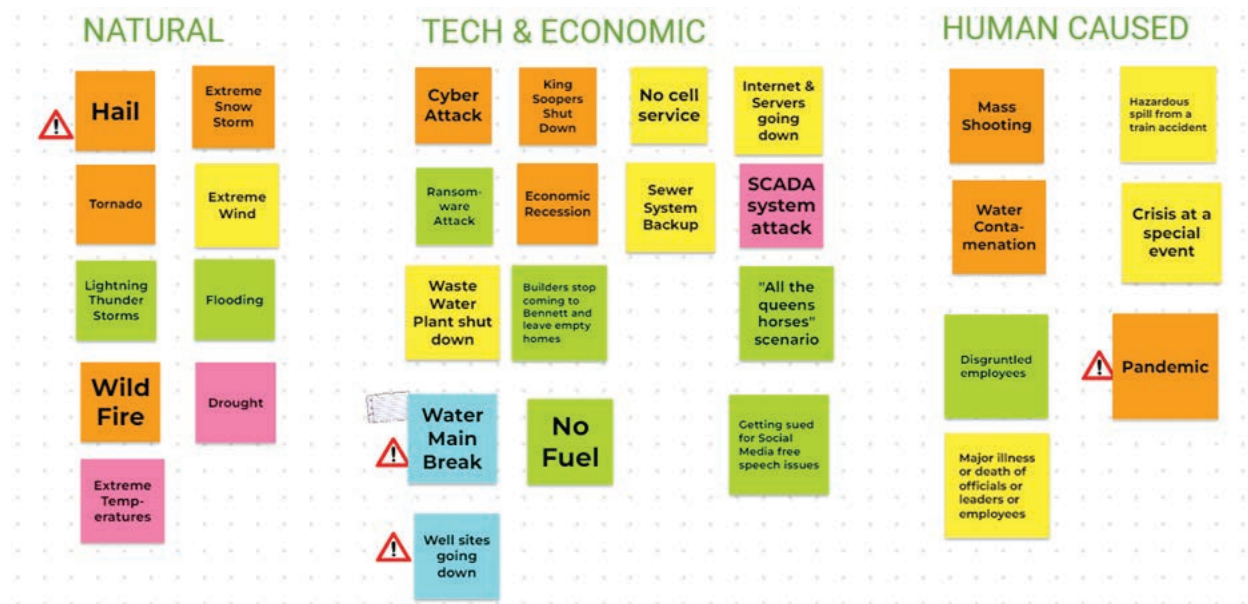 NATURAL
Hail
Extreme
Snow
Storm
Tornado
Extreme
Wind
Lightning
Thunder
Storms
Flooding
Wild
Fire
Drought
Extreme
Temp-
eratures
TECH & ECONOMIC
Cyber
Attack
King
Soopers
Shut
Down
No cell
service
Internet &
Servers
going
down
Ransom-
ware
Attack
Economic
Recession
Sewer
System
Backup
SCADA
system
attack
Waste
Water
Plant shut
down
Builders stop
coming to
Bennett and
leave empty
homes
"All the
queens
horses"
scenario
Water
Main
Break
No
Fuel
Getting sued
for Social
Media free
speech issues
Well sites
going
down
HUMAN CAUSED
Mass
Shooting
Hazardous
spill from a
train accident
Water
Conta-
menation
Crisis at a
special
event
Disgruntled
employees
Pandemic
Major illness
or death of
officials or
leaders or
employees